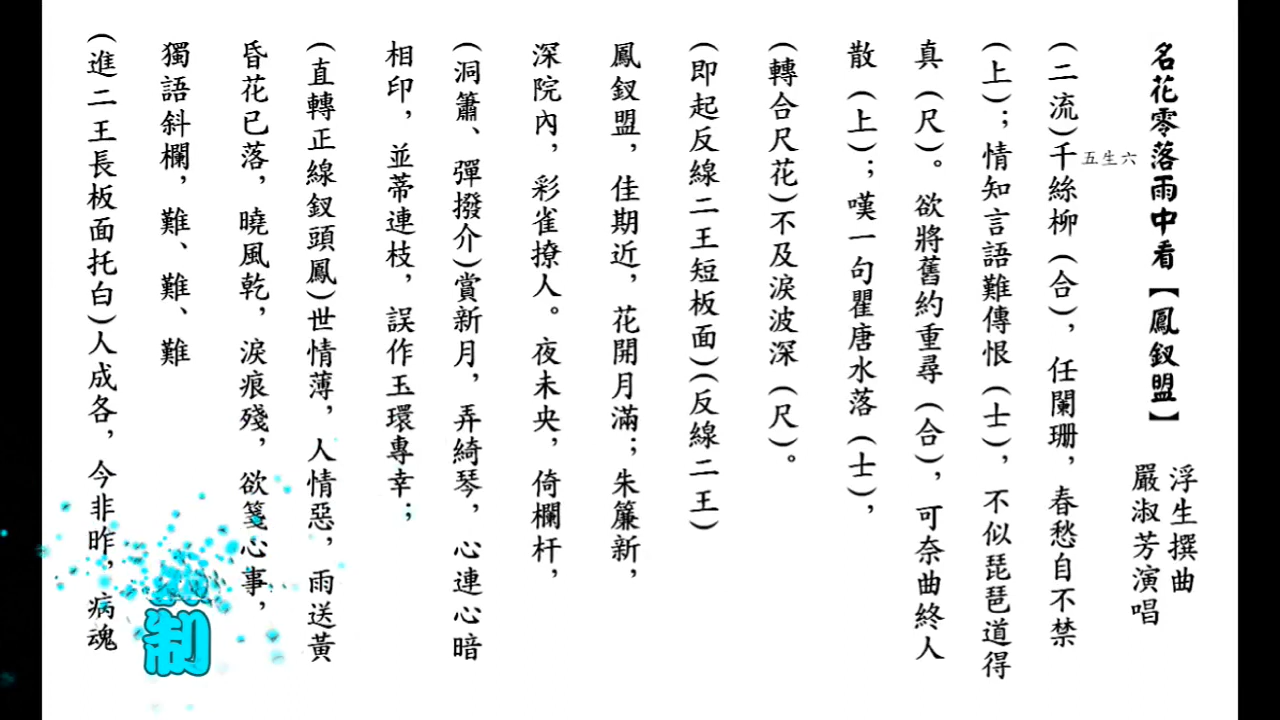 名花零落雨中看【鳳釵盟】
浮生撰曲
嚴淑芳演唱
五生六
(二流)千絲柳(合),任闌珊,春愁自不禁
(上);情知言語難傳恨(士),不似琵琶道得
真(尺)。欲將舊約重尋(合),可奈曲終人
散(上);嘆一句瞿唐水落(士),
(轉合尺花)不及淚波深(尺)。
(即起反線二王短板面)(反線二王)
鳳釵盟,佳期近,花開月滿;朱簾新,
深院內,彩雀撩人。夜未央,倚欄杆,
(洞簫、彈撥介)賞新月,弄綺琴,心連心暗
相印,並蒂連枝,誤作玉環專幸;
(直轉正線釵頭鳳)世情薄,人情惡,雨送黃
昏花已落,曉風乾,淚痕殘,欲箋心事,
獨語斜欄,難、難、難
(進二王長板面托白)人成各,今非昨,病魂
制